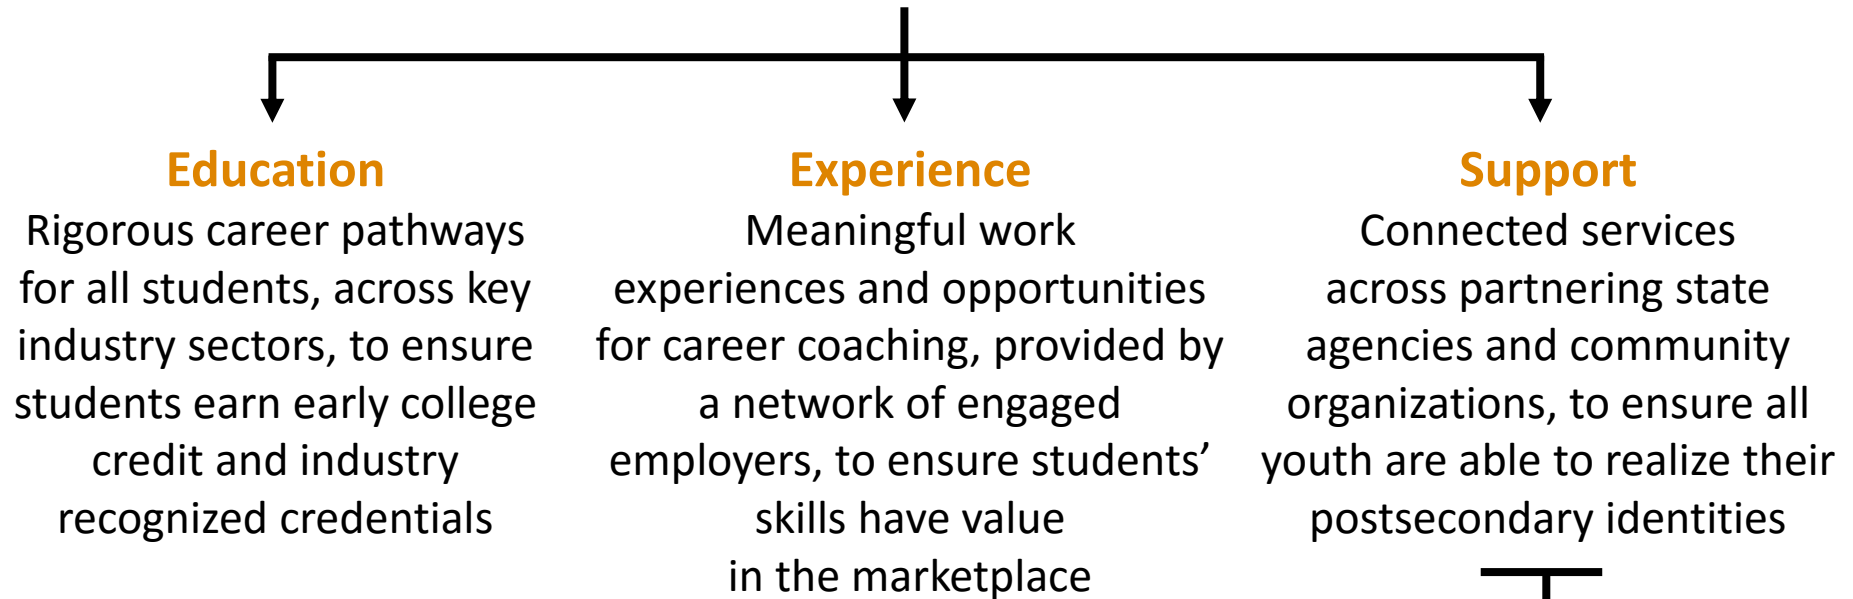 Education
Rigorous career pathways
for all students, across key
industry sectors, to ensure
students earn early college
credit and industry
recognized credentials
Experience
Meaningful work
experiences and opportunities
for career coaching, provided by
a network of engaged
employers, to ensure students’
skills have value
in the marketplace
Support
Connected services
across partnering state
agencies and community
organizations, to ensure all
youth are able to realize their
postsecondary identities